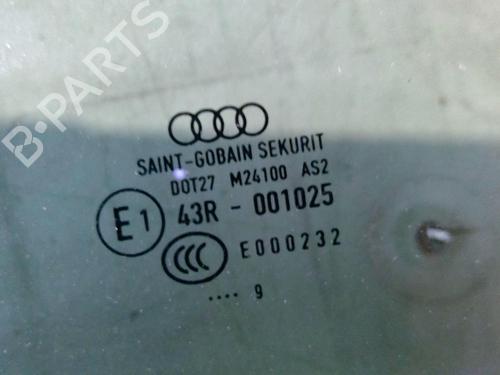 B-PARTS
SAINT-GOBAIN SEKURIT
DOT27 M24100 AS2
E1 43R - 001025
CCC E000232
.... 9